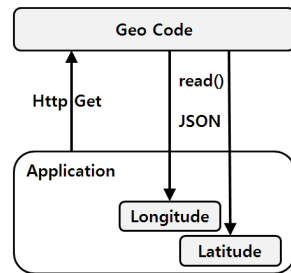 Geo Code
read()
Http Get
JSON
Application
Longitude
Latitude